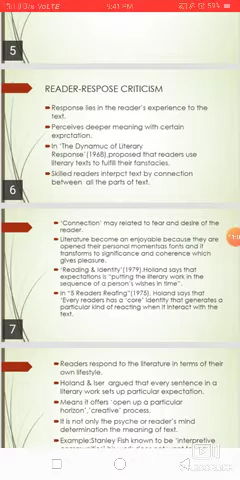 5:41 PM
59%
5
READER-RESPOSE CRITICISM
Response lies in the reader's experience to the
text.
Perceives deeper meaning with certain
exprctation.
In 'The Dynamuc of Literary
Response'(1968),proposed that readers use
literary texts to fulfill their fanstacies.
Skilled readers interpct text by connection
between all the parts of text.
6
'Connection' may related to fear and desire of the
reader.
Literature become an enjoyable because they are
opened their personal momentsas fonts and it
transforms to significance and coherence which
gives pleasure.
'Reading & Identity'(1979),Holland says that
expectations is "putting the literary work in the
sequence of a person's wishes in time".
In "5 Readers Reafing"(1975), Holand says that
'Every readers has a 'core' identity that generates a
particular kind of reacting when it interact with the
text.
7
Readers respond to the literature in terms of their
own lifestyle.
Holand & Iser argued that every sentence in a
literary work sets up particular expectation.
Means it offers 'open up a particular
horizon','creative' process.
It is not only the psyche or reader's mind
determination the meaning of text.
Example:Stanley Fish known to be 'interpretive